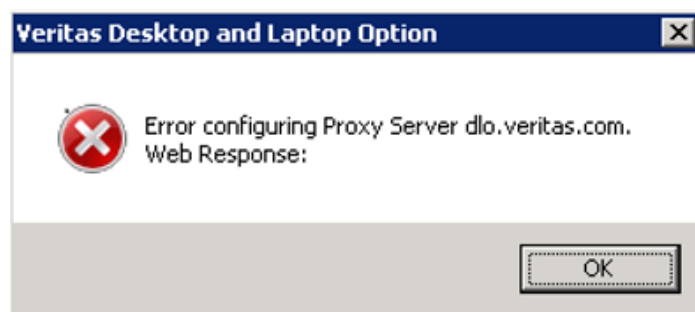 Veritas Desktop and Laptop Option
Error configuring Proxy Server dlo.veritas.com.
Web Response:
OK